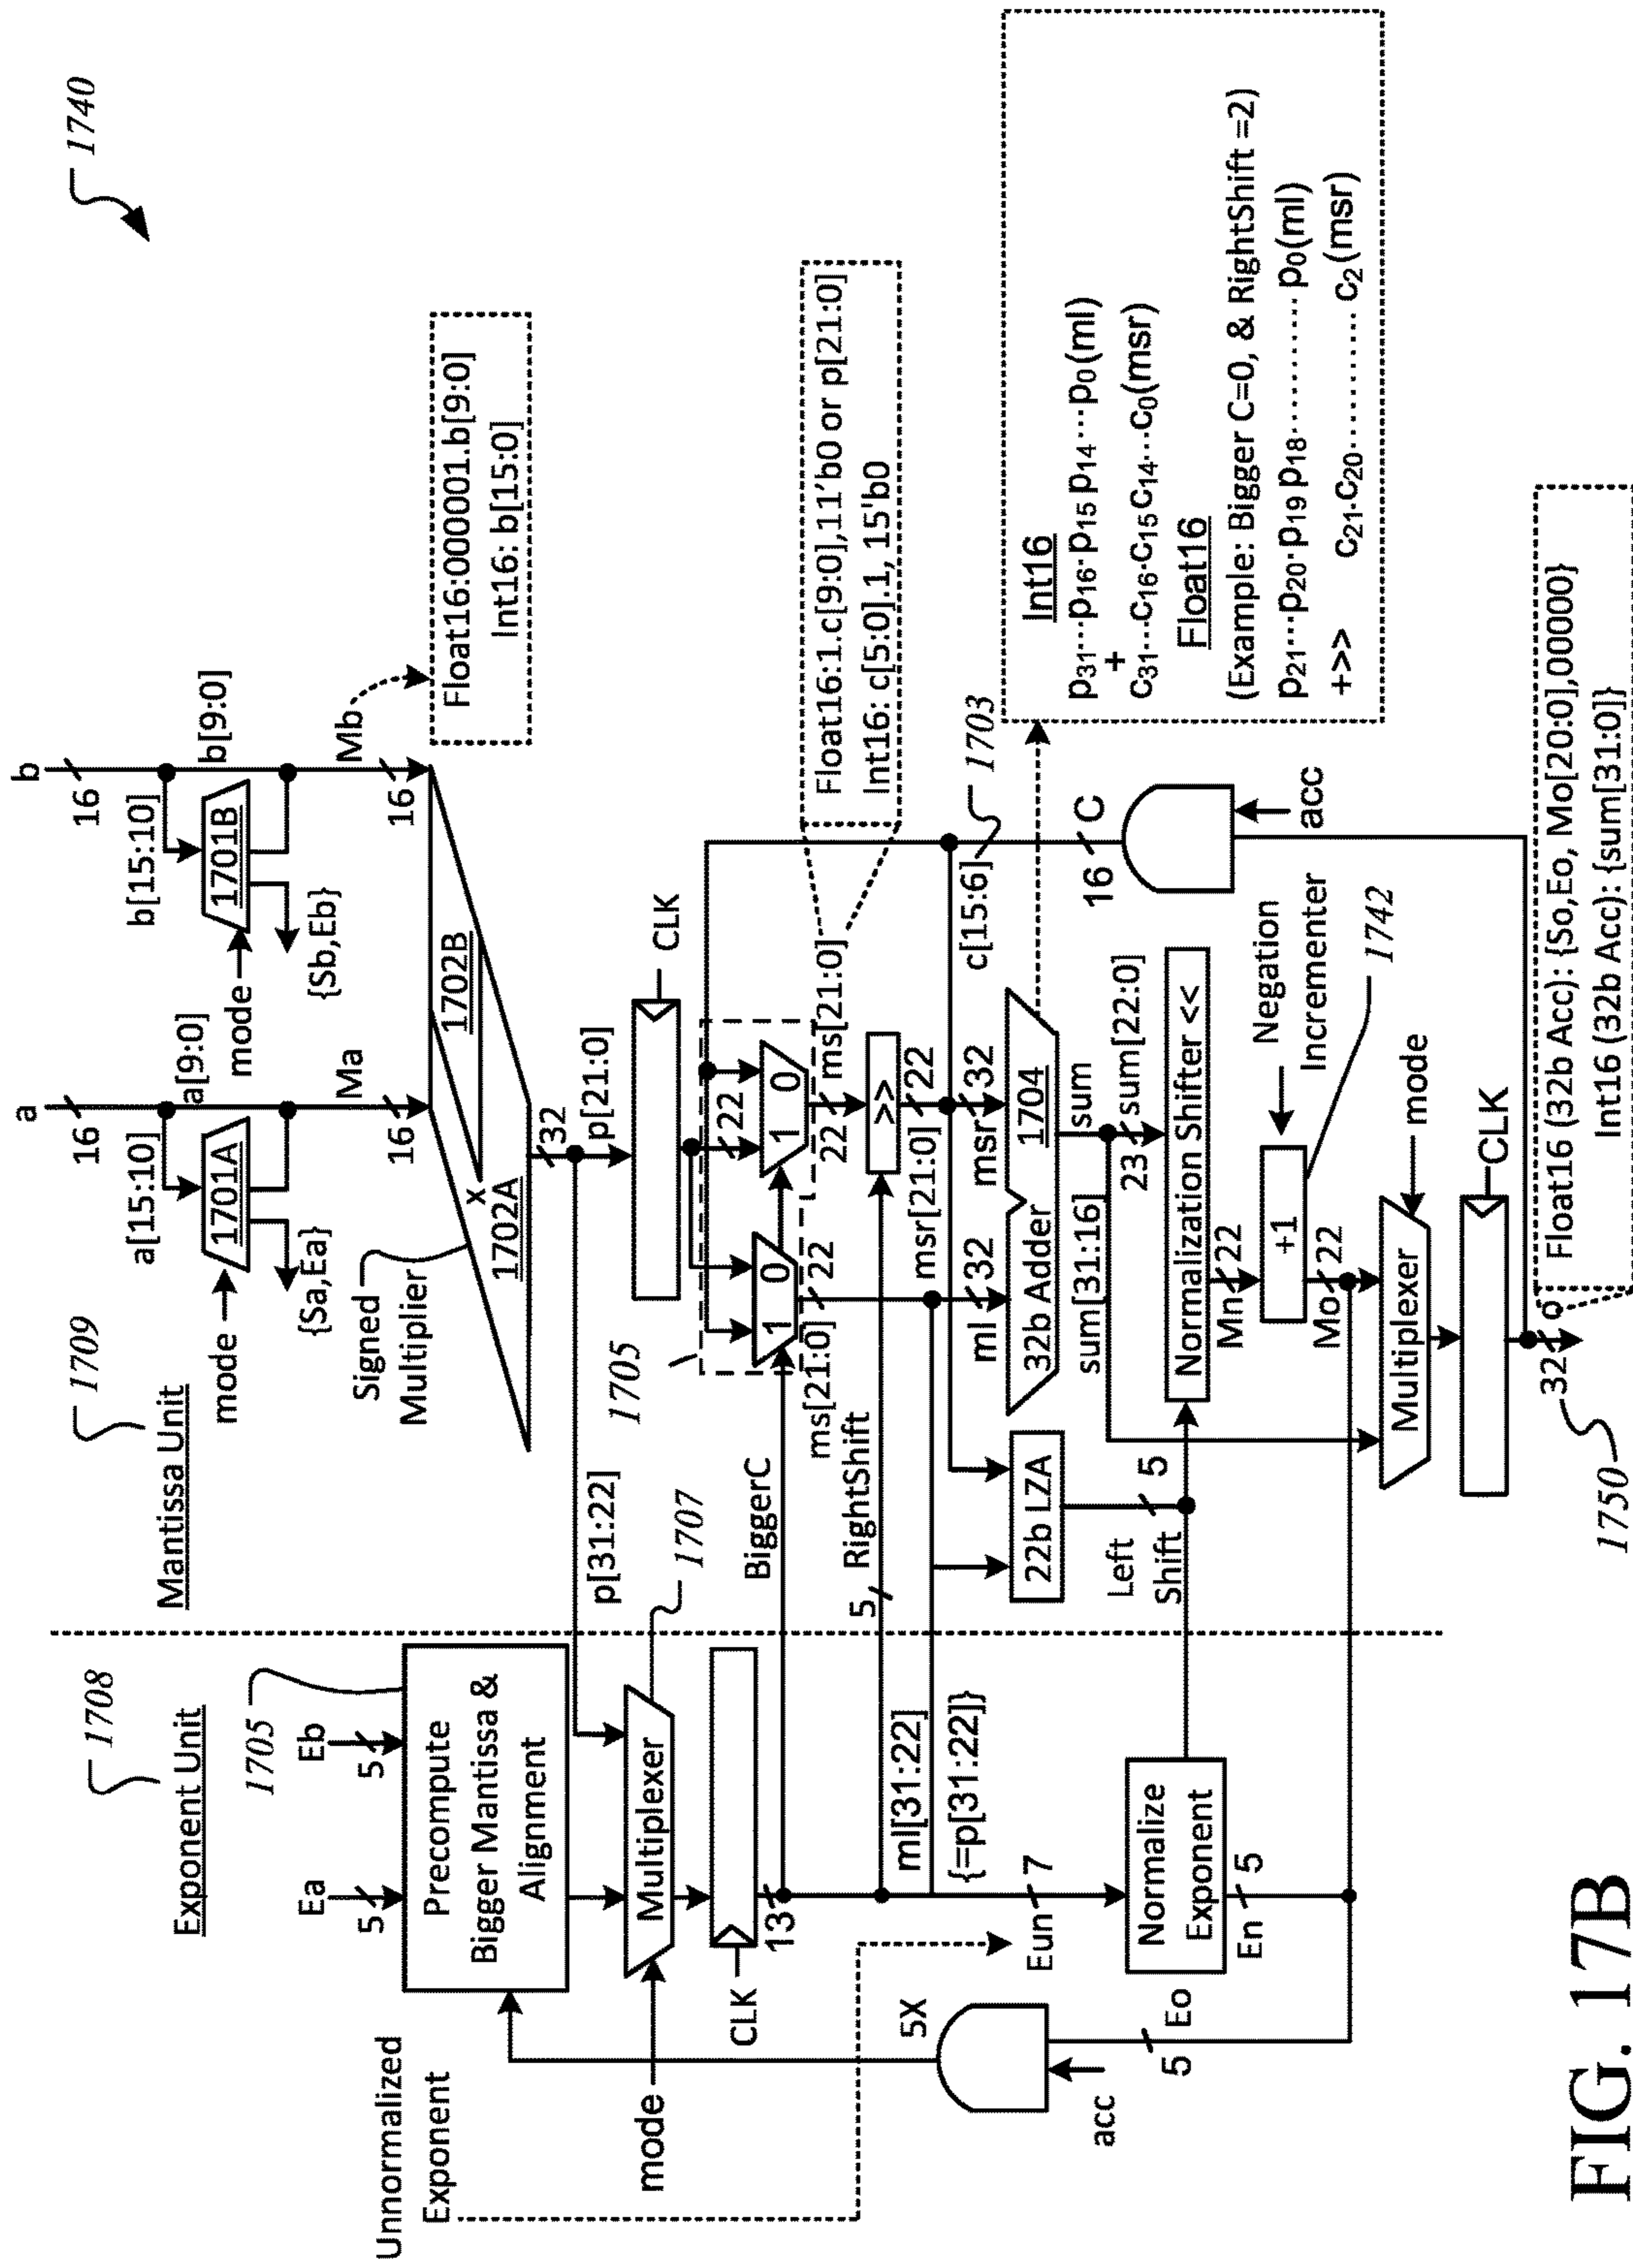 1740
1709
Mantissa Unit
1708
Exponent Unit
a
b
16
16
a[15:10]
a[9:0]
b[15:10]
b[9:0]
mode
1701A
mode
1701B
{Sa,Ea}
{Sb,Eb}
Ma
Mb
16
16
Float16:000001.b[9:0]
Int16: b[15:0]
Signed
Multiplier
x
1702A
1702B
32
p[21:0]
p[31:22]
CLK
1705
Ea
Eb
5
5
1705
Precompute
Bigger Mantissa &
Alignment
mode
Multiplexer
1707
CLK
13
Unnormalized
Exponent
BiggerC
1 0
22
1 0
22
22
ms[21:0]
ms[21:0]
Float16:1.c[9:0],11'b0 or p[21:0]
Int16: c[5:0].1, 15'b0
5
RightShift
>>
22
msr[21:0]
c[15:6]
1703
16
C
acc
ml[31:22]
{=p[31:22]}
ml
32
msr
32
32b Adder
1704
sum
sum[31:16]
23
sum[22:0]
Int16
p31···p16·p15p14···p0(ml)
+
c31···c16·c15c14···c0(msr)
Float16
(Example: Bigger C=0, & RightShift =2)
p21···p20·p19 p18·········p0(ml)
+>> c21·c20········· c2(msr)
22b LZA
Left
Shift
5
Normalization Shifter <<
Mn
22
+1
Negation
Incrementer
1742
Mo
22
Eun
7
Normalize
Exponent
En
5
5X
acc
5
Eo
Multiplexer
mode
CLK
32
o
1750
Float16 (32b Acc): {So,Eo, Mo[20:0],00000}
Int16 (32b Acc): {sum[31:0]}
FIG. 17B